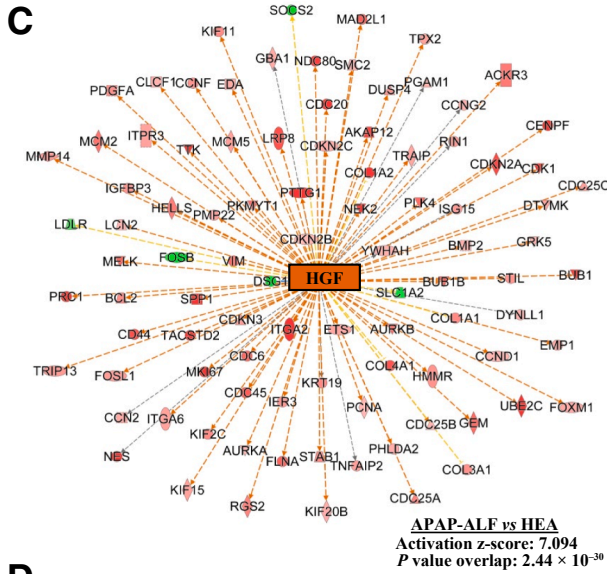 C
SOCS2
MAD2L1
KIF11
TPX2
GBA1
NDC80
SMC2
ACKR3
PDGFA
CLCF1
CCNF
EDA
DUSP4
PGAM1
CCNG2
CDC20
CENPF
MCM2
ITPR3
TTK
MCM5
LRP8
AKAP12
CDKN2C
RIN1
TRAIP
MMP14
COL1A2
CDKN2A
CDK1
IGFBP3
PTTG1
CDC25C
HELLS
PKMYT1
NEK2
PLK4
ISG15
DTYMK
LDLR
LCN2
PMP22
CDKN2B
YWHAH
BMP2
GRK5
MELK
FOSB
VIM
DSG1
HGF
BUB1B
STIL
BUB1
PRC1
BCL2
SPP1
SLC1A2
DYNLL1
CDKN3
COL1A1
CD44
TACSTD2
ITGA2
ETS1
AURKB
EMP1
CDC6
CCND1
TRIP13
FOSL1
MKI67
COL4A1
HMMR
KRT19
CDC45
IER3
PCNA
UBE2C
FOXM1
CCN2
ITGA6
CDC25B
GEM
KIF2C
AURKA
PHLDA2
NES
FLNA
STAB1
TNFAIP2
COL3A1
KIF15
RGS2
KIF20B
CDC25A
APAP-ALF vs HEA
Activation z-score: 7.094
P value overlap: 2.44 × 10⁻³⁰